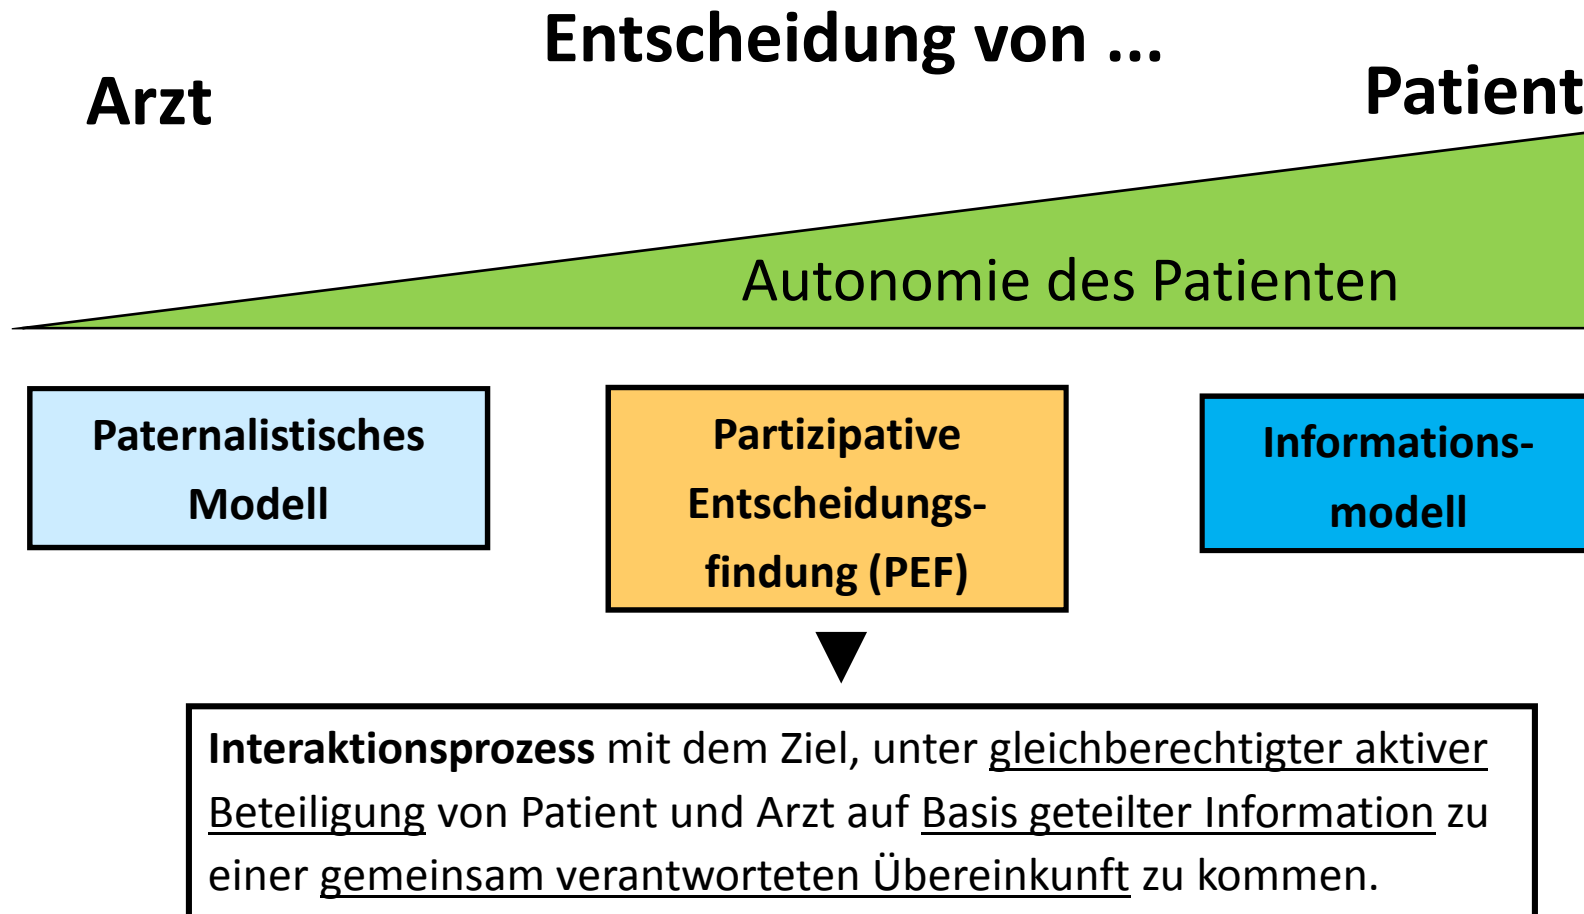 Entscheidung von ...
Arzt
Patient
Autonomie des Patienten
Paternalistisches
Modell
Partizipative
Entscheidungs-
findung (PEF)
Informations-
modell
Interaktionsprozess mit dem Ziel, unter gleichberechtigter aktiver
Beteiligung von Patient und Arzt auf Basis geteilter Information zu
einer gemeinsam verantworteten Übereinkunft zu kommen.